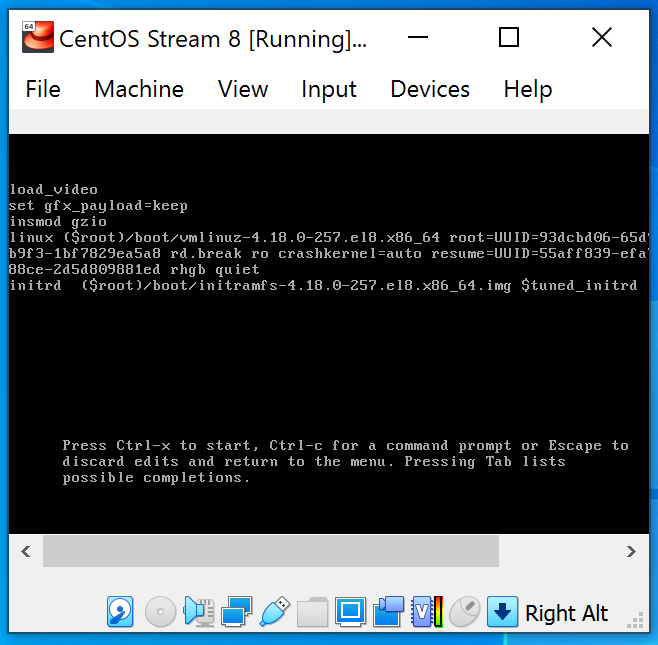 64
CentOS Stream 8 [Running]...
File Machine View Input Devices Help
load_video
set gfx_payload=keep
insmod gzio
linux ($root)/boot/vmlinuz-4.18.0-257.el8.x86_64 root=UUID=93dcbd06-65d
b9f3-1bf7829ea5a8 rd.break ro crashkernel=auto resume=UUID=55aff839-efa
88ce-2d5d809881ed rhgb quiet
initrd ($root)/boot/initramfs-4.18.0-257.el8.x86_64.img $tuned_initrd
Press Ctrl-x to start, Ctrl-c for a command prompt or Escape to
discard edits and return to the menu. Pressing Tab lists
possible completions.
V
Right Alt